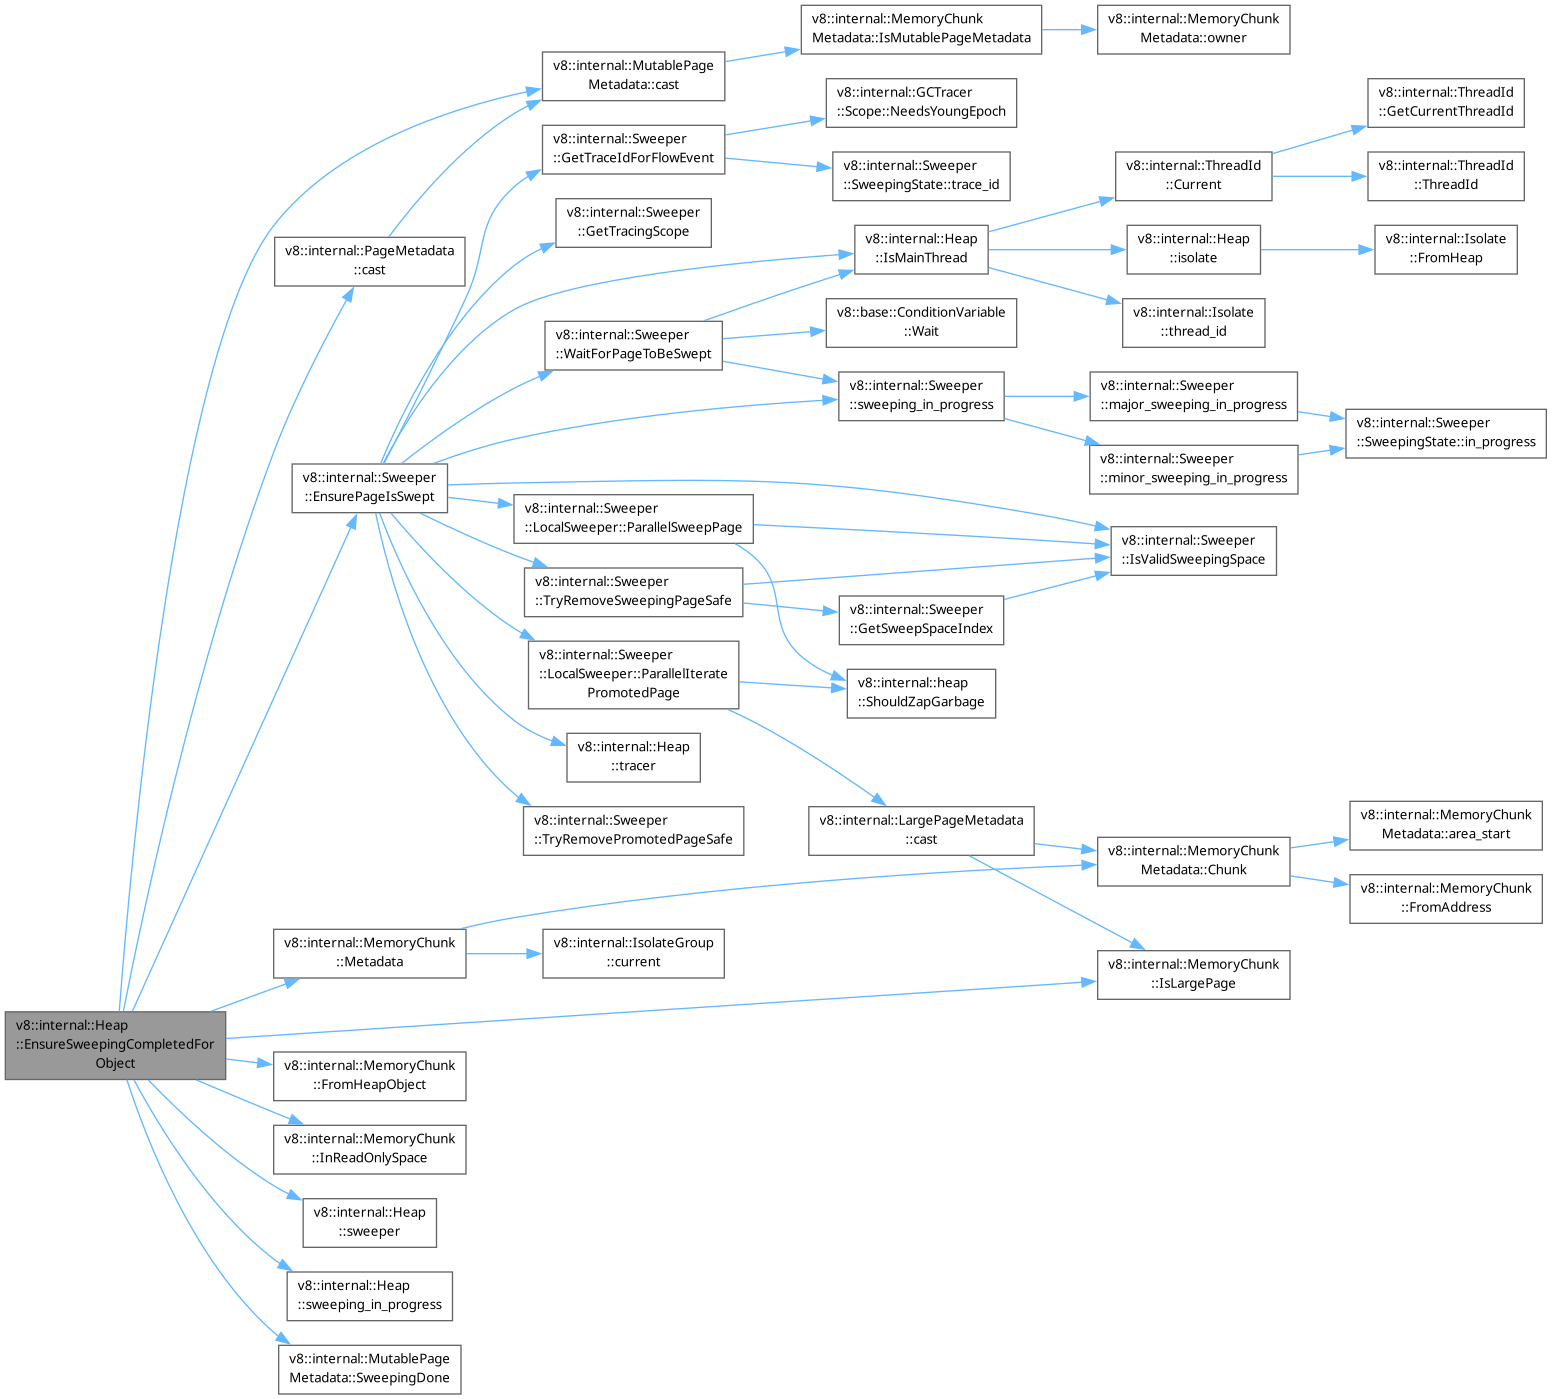 v8::internal::MemoryChunk
Metadata::IsMutablePageMetadata
v8::internal::MemoryChunk
Metadata::owner
v8::internal::MutablePage
Metadata::cast
v8::internal::GCTracer
::Scope::NeedsYoungEpoch
v8::internal::ThreadId
::GetCurrentThreadId
v8::internal::Sweeper
::GetTraceIdForFlowEvent
v8::internal::Sweeper
::SweepingState::trace_id
v8::internal::ThreadId
::Current
v8::internal::ThreadId
::ThreadId
v8::internal::Sweeper
::GetTracingScope
v8::internal::PageMetadata
::cast
v8::internal::Heap
::IsMainThread
v8::internal::Heap
::isolate
v8::internal::Isolate
::FromHeap
v8::internal::Sweeper
::WaitForPageToBeSwept
v8::base::ConditionVariable
::Wait
v8::internal::Isolate
::thread_id
v8::internal::Sweeper
::sweeping_in_progress
v8::internal::Sweeper
::major_sweeping_in_progress
v8::internal::Sweeper
::SweepingState::in_progress
v8::internal::Sweeper
::minor_sweeping_in_progress
v8::internal::Sweeper
::EnsurePageIsSwept
v8::internal::Sweeper
::LocalSweeper::ParallelSweepPage
v8::internal::Sweeper
::IsValidSweepingSpace
v8::internal::Sweeper
::TryRemoveSweepingPageSafe
v8::internal::Sweeper
::GetSweepSpaceIndex
v8::internal::Sweeper
::LocalSweeper::ParallelIterate
PromotedPage
v8::internal::heap
::ShouldZapGarbage
v8::internal::Heap
::tracer
v8::internal::Sweeper
::TryRemovePromotedPageSafe
v8::internal::LargePageMetadata
::cast
v8::internal::MemoryChunk
Metadata::area_start
v8::internal::MemoryChunk
Metadata::Chunk
v8::internal::MemoryChunk
::FromAddress
v8::internal::MemoryChunk
::Metadata
v8::internal::IsolateGroup
::current
v8::internal::MemoryChunk
::IsLargePage
v8::internal::Heap
::EnsureSweepingCompletedFor
Object
v8::internal::MemoryChunk
::FromHeapObject
v8::internal::MemoryChunk
::InReadOnlySpace
v8::internal::Heap
::sweeper
v8::internal::Heap
::sweeping_in_progress
v8::internal::MutablePage
Metadata::SweepingDone